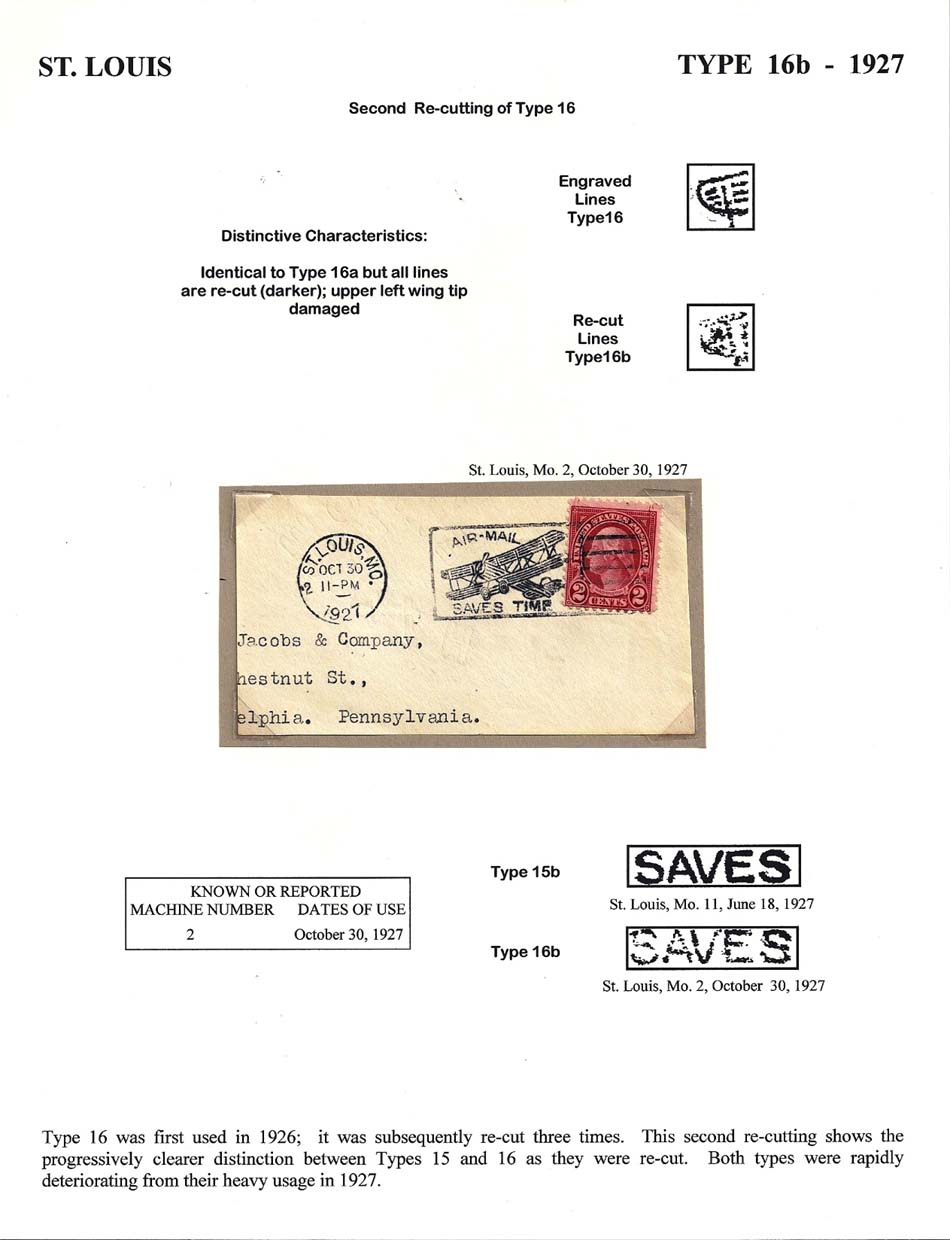 ST. LOUIS
TYPE 16b - 1927
Second Re-cutting of Type 16
Engraved
Lines
Type16
Distinctive Characteristics:
Identical to Type 16a but all lines
are re-cut (darker); upper left wing tip
damaged
Re-cut
Lines
Type16b
St. Louis, Mo. 2, October 30, 1927
ST. LOUIS, MO. 2
OCT 30
11-PM
1927
AIR-MAIL
SAVES TIME
UNITED STATES POSTAGE
2 CENTS 2
Jacobs & Company,
hestnut St.,
elphia. Pennsylvania.
Type 15b
SAVES
St. Louis, Mo. 11, June 18, 1927
KNOWN OR REPORTED
MACHINE NUMBER DATES OF USE
2 October 30, 1927
Type 16b
SAVES
St. Louis, Mo. 2, October 30, 1927
Type 16 was first used in 1926; it was subsequently re-cut three times. This second re-cutting shows the
progressively clearer distinction between Types 15 and 16 as they were re-cut. Both types were rapidly
deteriorating from their heavy usage in 1927.